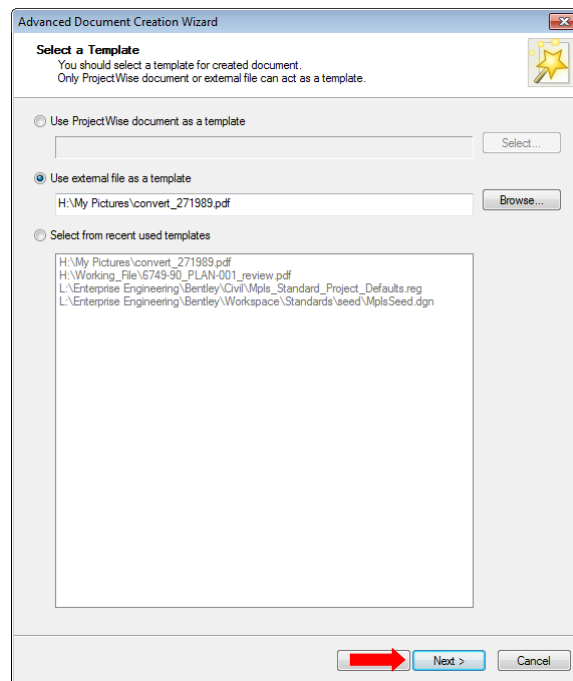 Advanced Document Creation Wizard
Select a Template
You should select a template for created document.
Only ProjectWise document or external file can act as a template.
Use ProjectWise document as a template
Select...
Use external file as a template
H:\My Pictures\convert_271989.pdf
Browse...
Select from recent used templates
H:\My Pictures\convert_271989.pdf
H:\Working_File\6749-90_PLAN-001_review.pdf
L:\Enterprise Engineering\Bentley\Civil\Mpls_Standard_Project_Defaults.reg
L:\Enterprise Engineering\Bentley\Workspace\Standards\seed\MplsSeed.dgn
Next >
Cancel